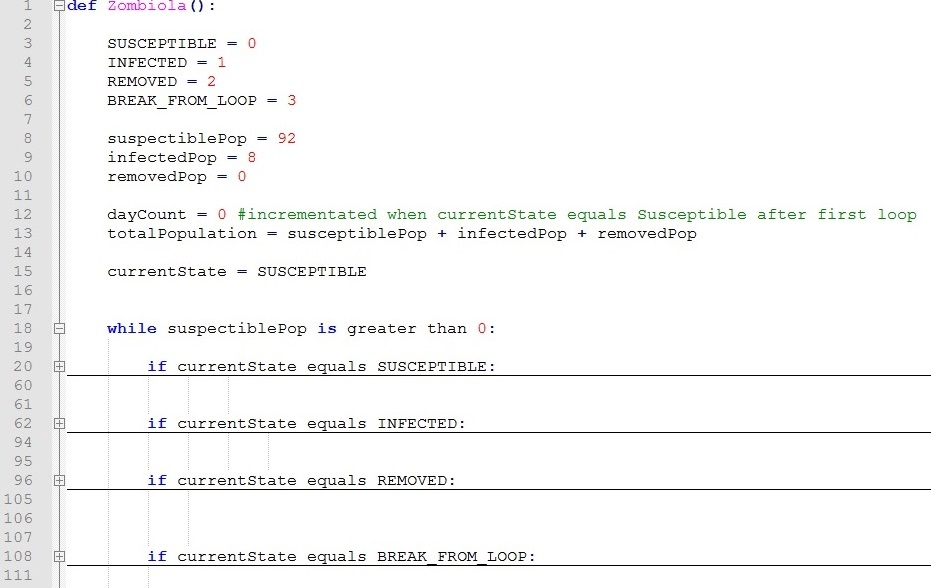 1 def Zombiola():
2
3 SUSCEPTIBLE = 0
4 INFECTED = 1
5 REMOVED = 2
6 BREAK_FROM_LOOP = 3
7
8 suspectiblePop = 92
9 infectedPop = 8
10 removedPop = 0
11
12 dayCount = 0 #incrementated when currentState equals Susceptible after first loop
13 totalPopulation = susceptiblePop + infectedPop + removedPop
14
15 currentState = SUSCEPTIBLE
16
17
18 while suspectiblePop is greater than 0:
19
20 if currentState equals SUSCEPTIBLE:
60
61
62 if currentState equals INFECTED:
94
95
96 if currentState equals REMOVED:
105
106
107
108 if currentState equals BREAK_FROM_LOOP:
111